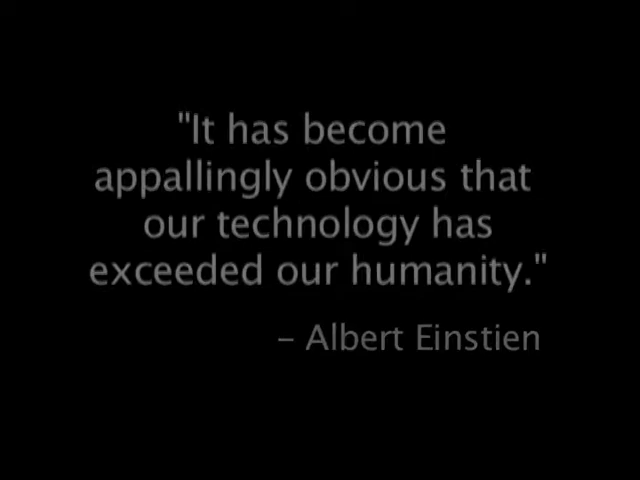 "It has become
appallingly obvious that
our technology has
exceeded our humanity."
– Albert Einstien